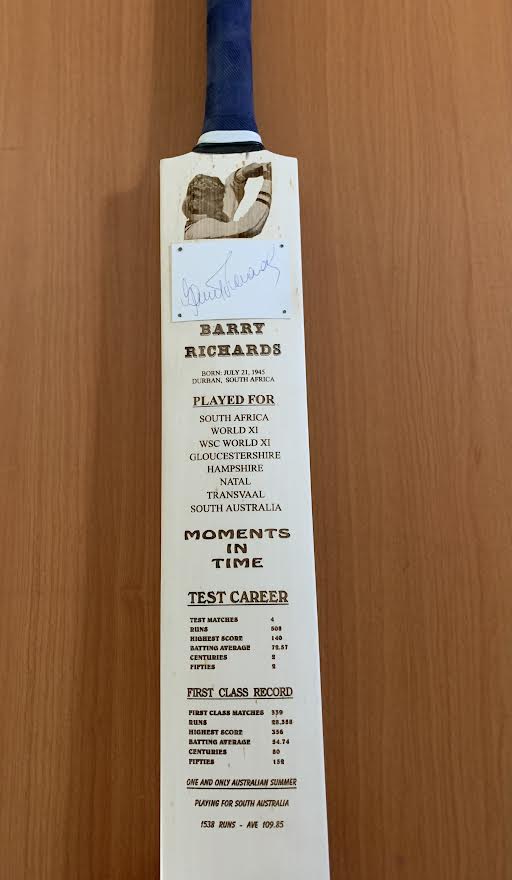 BARRY
RICHARDS
BORN: JULY 21, 1945
DURBAN, SOUTH AFRICA
PLAYED FOR
SOUTH AFRICA
WORLD XI
WSC WORLD XI
GLOUCESTERSHIRE
HAMPSHIRE
NATAL
TRANSVAAL
SOUTH AUSTRALIA
MOMENTS
IN
TIME
TEST CAREER
TEST MATCHES 4
RUNS 508
HIGHEST SCORE 140
BATTING AVERAGE 72.57
CENTURIES 2
FIFTIES 2
FIRST CLASS RECORD
FIRST CLASS MATCHES 339
RUNS 28,358
HIGHEST SCORE 356
BATTING AVERAGE 54.74
CENTURIES 80
FIFTIES 152
ONE AND ONLY AUSTRALIAN SUMMER
PLAYING FOR SOUTH AUSTRALIA
1538 RUNS - AVE 109.85